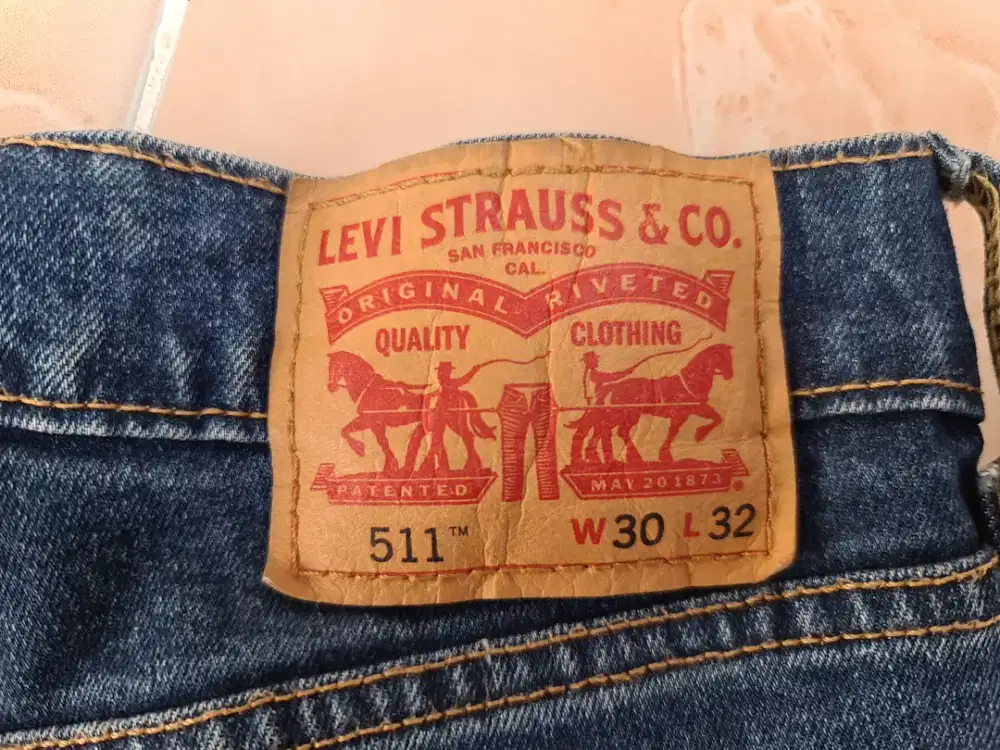 LEVI STRAUSS & CO.
SAN FRANCISCO
CAL.
ORIGINAL RIVETED
QUALITY CLOTHING
PATENTED MAY 20 1873
511™ W30 L32